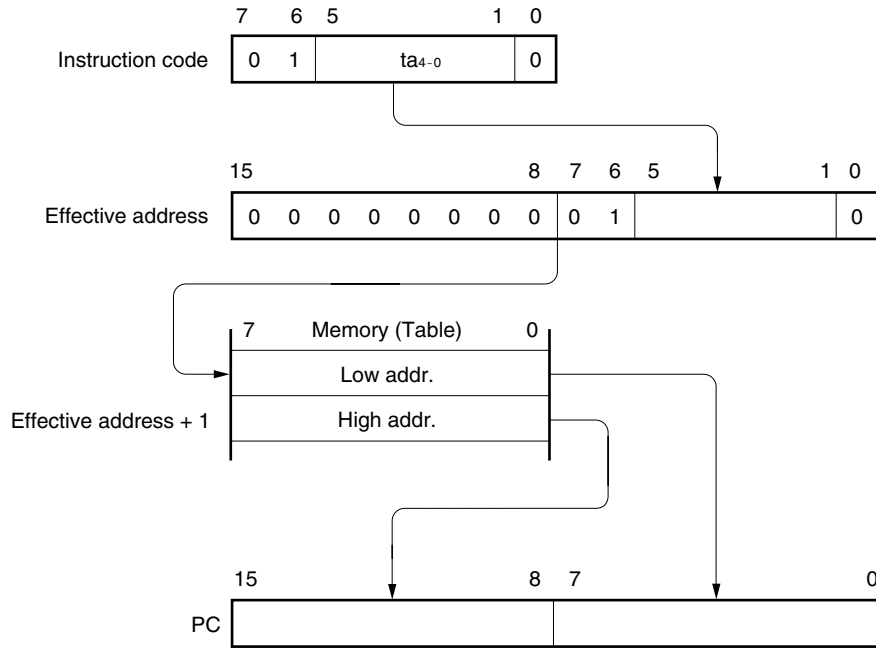 7 6 5 1 0
Instruction code 0 1 ta4-0 0
15 8 7 6 5 1 0
Effective address 0 0 0 0 0 0 0 0 0 1 0
7 Memory (Table) 0
Low addr.
Effective address + 1 High addr.
15 8 7 0
PC